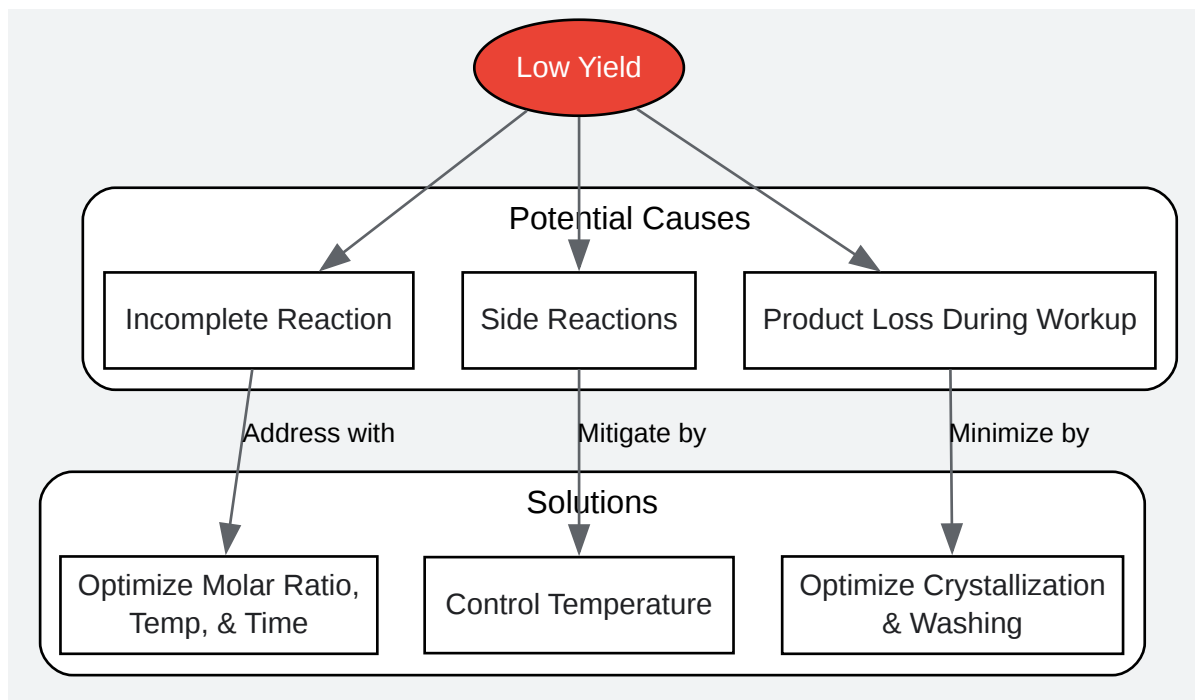 Low Yield
Potential Causes
Incomplete Reaction
Side Reactions
Product Loss During Workup
Address with
Mitigate by
Minimize by
Solutions
Optimize Molar Ratio,
Temp, & Time
Control Temperature
Optimize Crystallization
& Washing